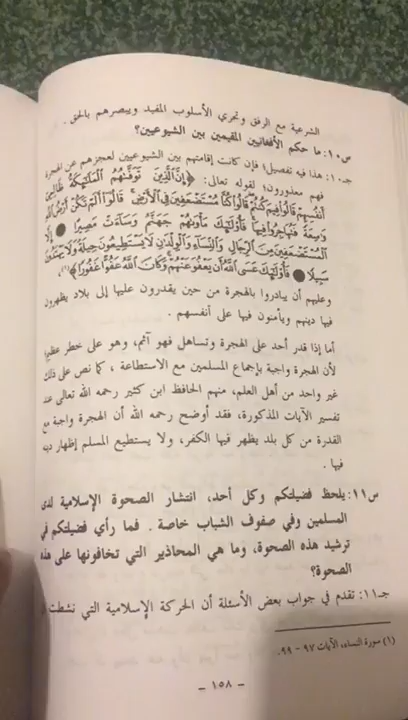 الشرعية مع الرفق وتحري الأسلوب المفيد ويبصرهم بالحق .
س١٠: ما حكم الأفغانيين المقيمين بين الشيوعيين؟
جـ١٠: هذا فيه تفصيل؛ فإن كانت إقامتهم بين الشيوعيين لعجزهم عن الهجرة
فهم معذورون؛ لقوله تعالى: ﴿إِنَّ الَّذِينَ تَوَفَّاهُمُ الْمَلَائِكَةُ ظَالِمِي
أَنفُسِهِمْ قَالُوا فِيمَ كُنتُمْ قَالُوا كُنَّا مُسْتَضْعَفِينَ فِي الْأَرْضِ قَالُوا أَلَمْ تَكُنْ أَرْضُ اللَّهِ
وَاسِعَةً فَتُهَاجِرُوا فِيهَا فَأُولَئِكَ مَأْوَاهُمْ جَهَنَّمُ وَسَاءَتْ مَصِيرًا ● إِلَّا
الْمُسْتَضْعَفِينَ مِنَ الرِّجَالِ وَالنِّسَاءِ وَالْوِلْدَانِ لَا يَسْتَطِيعُونَ حِيلَةً وَلَا يَهْتَدُونَ
سَبِيلًا ● فَأُولَئِكَ عَسَى اللَّهُ أَن يَعْفُوَ عَنْهُمْ وَكَانَ اللَّهُ عَفُوًّا غَفُورًا﴾(١)،
وعليهم أن يبادروا بالهجرة من حين يقدرون عليها إلى بلاد يظهرون
فيها دينهم ويأمنون فيها على أنفسهم .
أما إذا قدر أحد على الهجرة وتساهل فهو آثم، وهو على خطر عظيم
لأن الهجرة واجبة بإجماع المسلمين مع الاستطاعة ، كما نص على ذلك
غير واحد من أهل العلم، منهم الحافظ ابن كثير رحمه الله تعالى عند
تفسير الآيات المذكورة، فقد أوضح رحمه الله أن الهجرة واجبة مع
القدرة من كل بلد يظهر فيها الكفر، ولا يستطيع المسلم إظهار دينه
فيها .
س١١: يلحظ فضيلتكم وكل أحد، انتشار الصحوة الإسلامية لدى
المسلمين وفي صفوف الشباب خاصة . فما رأي فضيلتكم في
ترشيد هذه الصحوة، وما هي المحاذير التي تخافونها على هذه
الصحوة؟
جـ١١: تقدم في جواب بعض الأسئلة أن الحركة الإسلامية التي نشطت
(١) سورة النساء، الآيات ٩٧ - ٩٩.
- ١٥٨ -